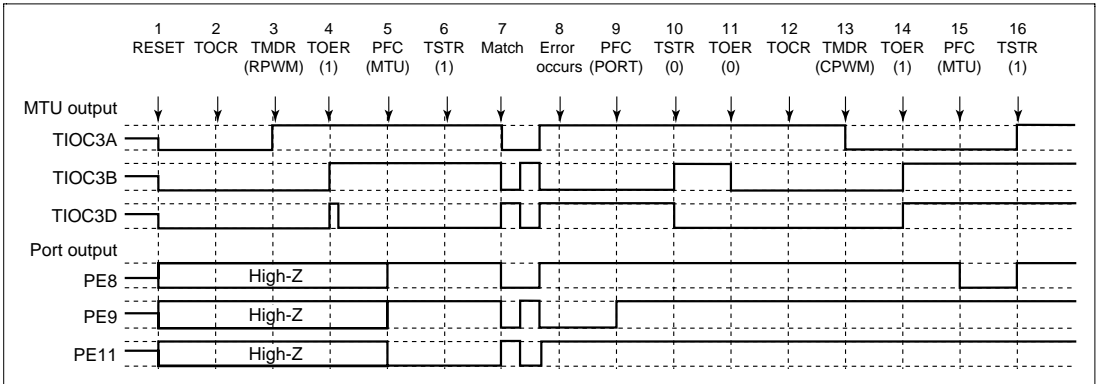 1 2 3 4 5 6 7 8 9 10 11 12 13 14 15 16
RESET TOCR TMDR TOER PFC TSTR Match Error PFC TSTR TOER TOCR TMDR TOER PFC TSTR
(RPWM) (1) (MTU) (1) occurs (PORT) (0) (0) (CPWM) (1) (MTU) (1)
MTU output
TIOC3A
TIOC3B
TIOC3D
Port output
PE8 High-Z
PE9 High-Z
PE11 High-Z